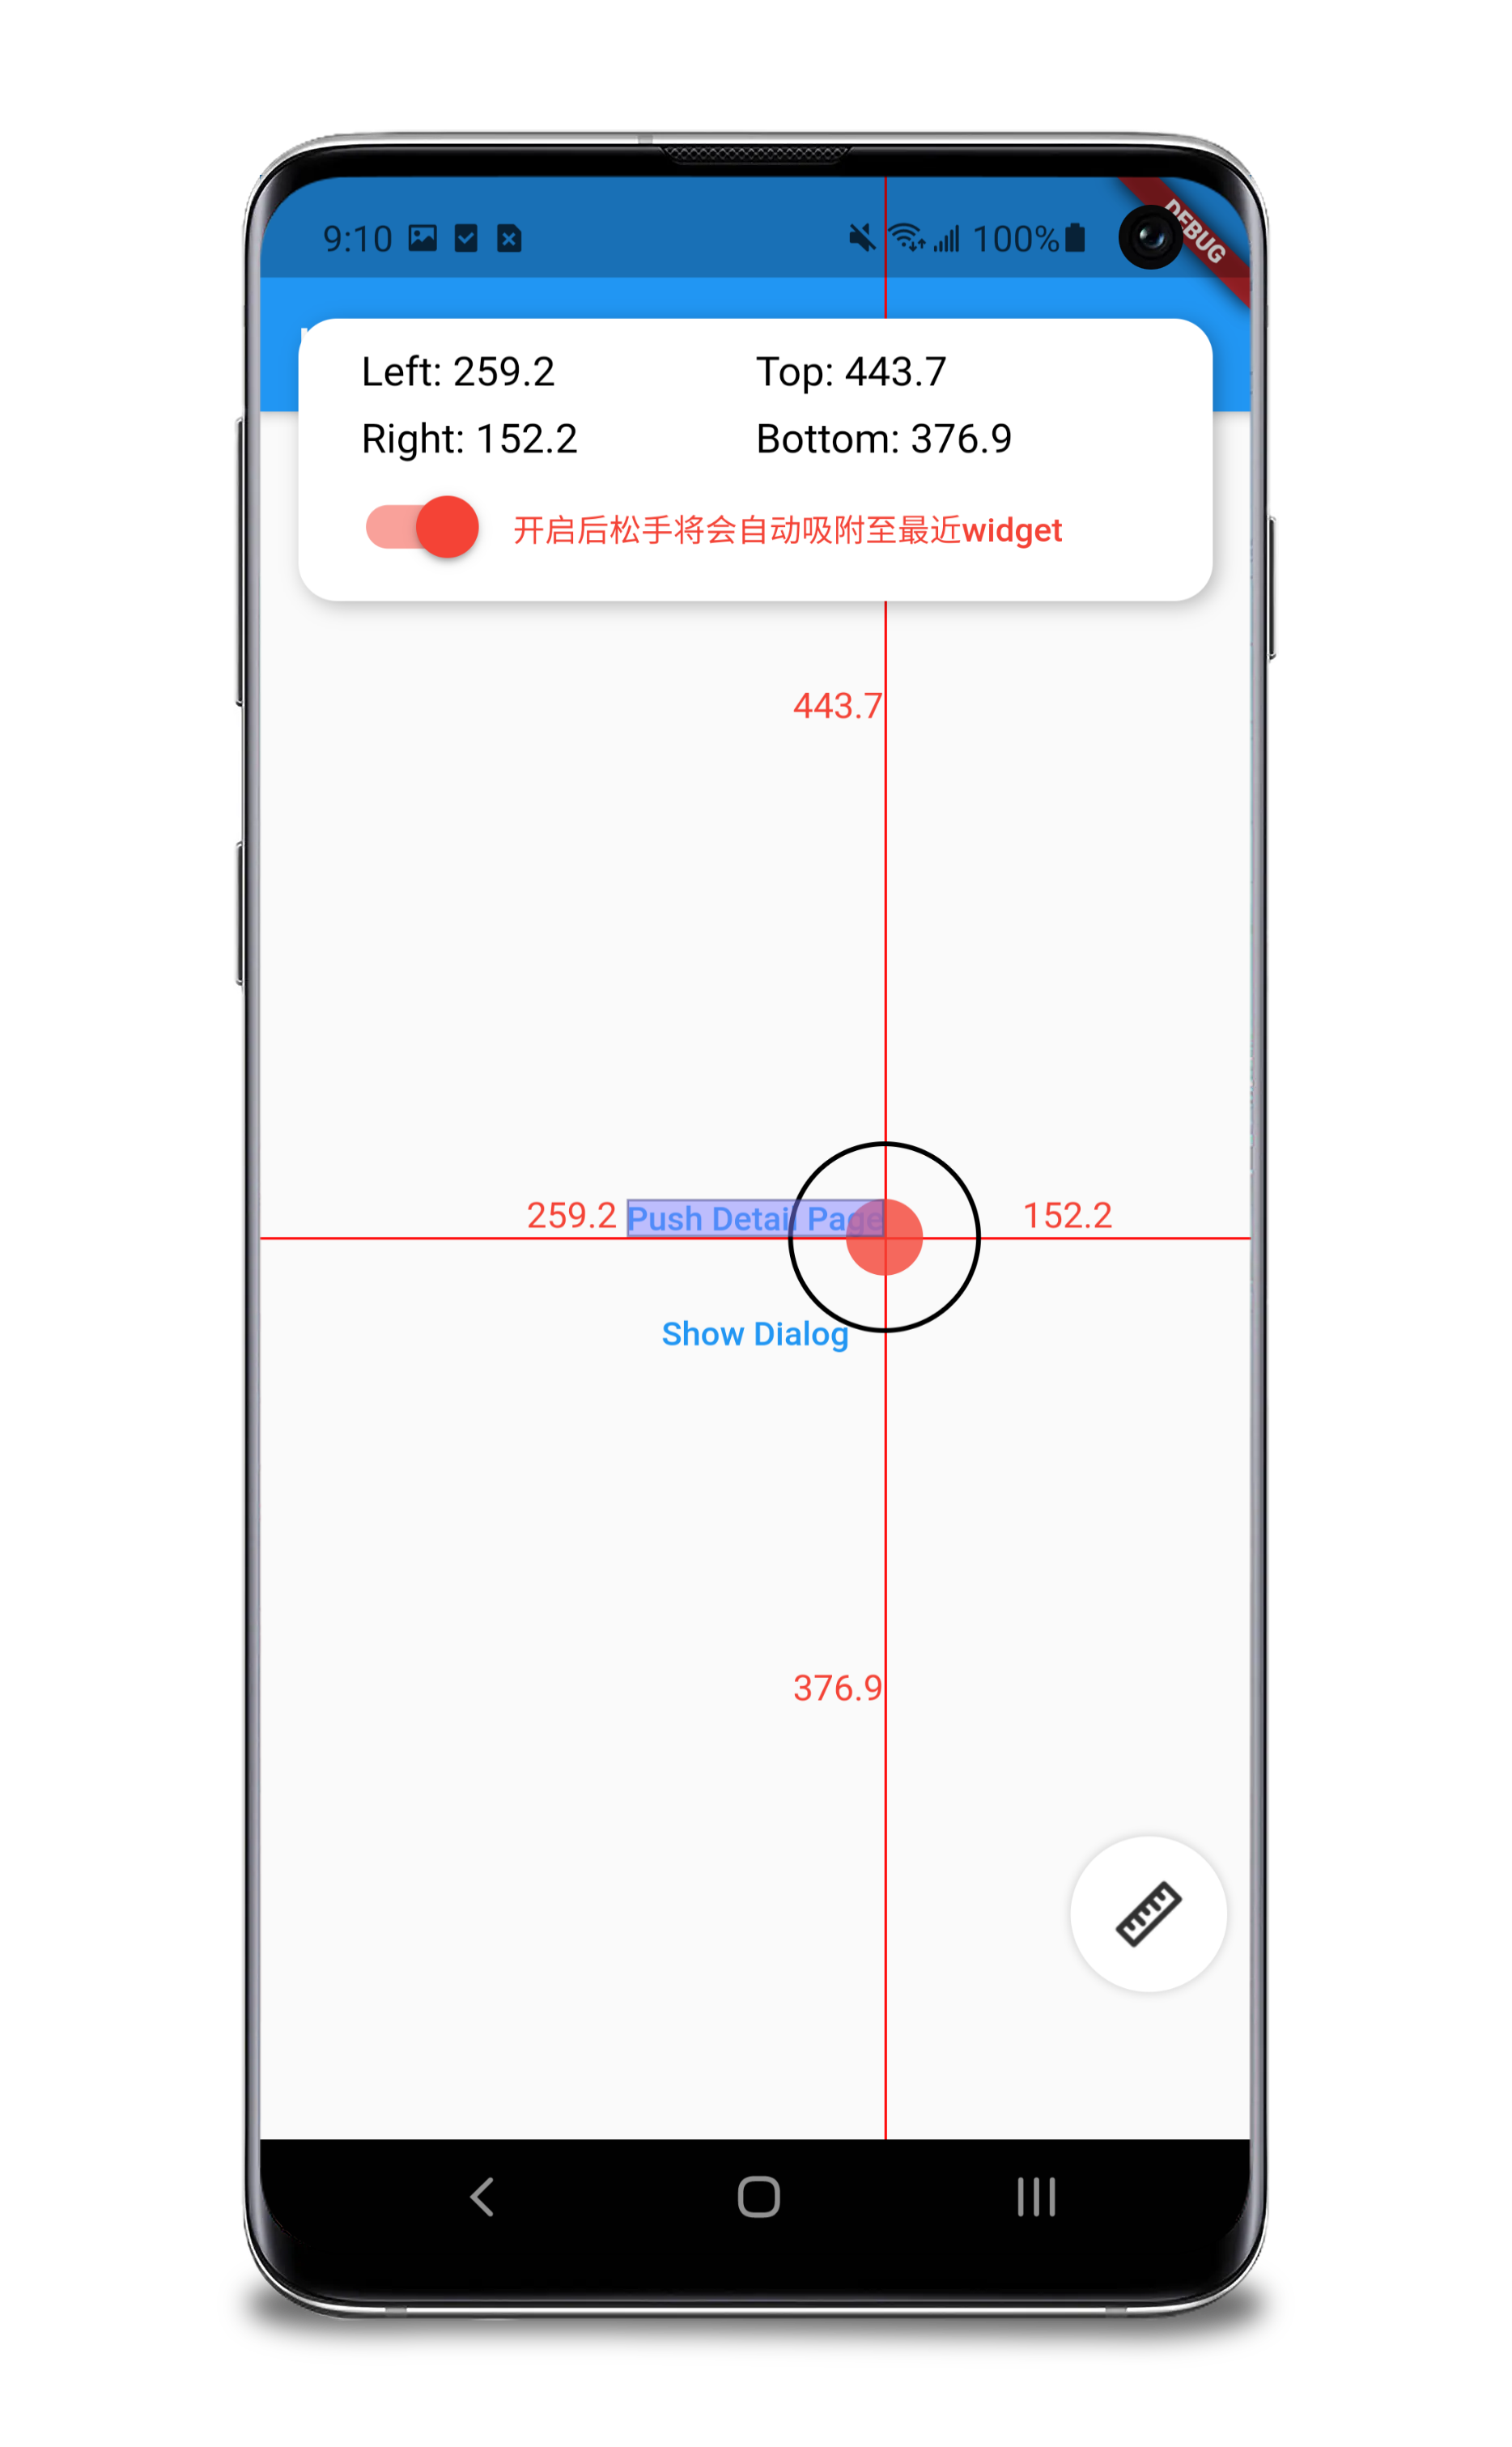 9:10 100%
DEBUG
Left: 259.2 Top: 443.7
Right: 152.2 Bottom: 376.9
开启后松手将会自动吸附至最近widget
443.7
259.2 Push Detail Page 152.2
Show Dialog
376.9